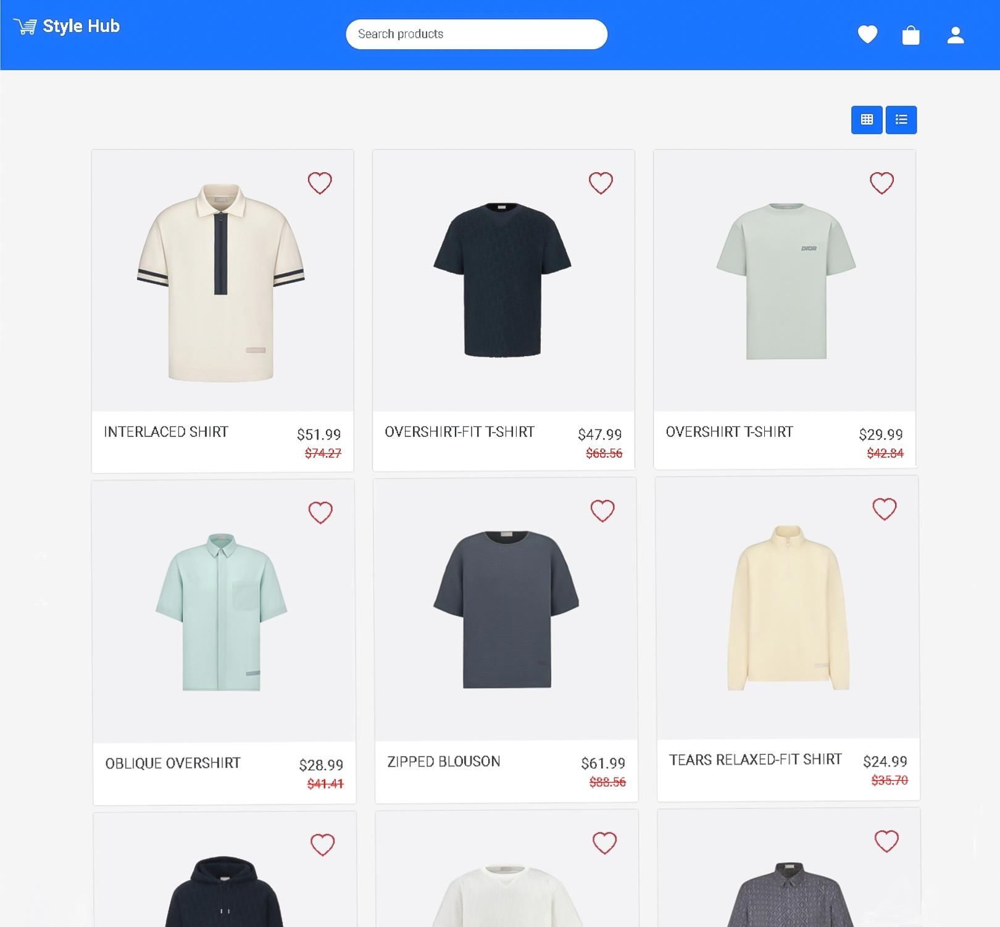 Style Hub
Search products
DIOR
INTERLACED SHIRT
$51.99
$74.27
OVERSHIRT-FIT T-SHIRT
$47.99
$68.56
OVERSHIRT T-SHIRT
$29.99
$42.84
OBLIQUE OVERSHIRT
$28.99
$41.41
ZIPPED BLOUSON
$61.99
$88.56
TEARS RELAXED-FIT SHIRT
$24.99
$35.70